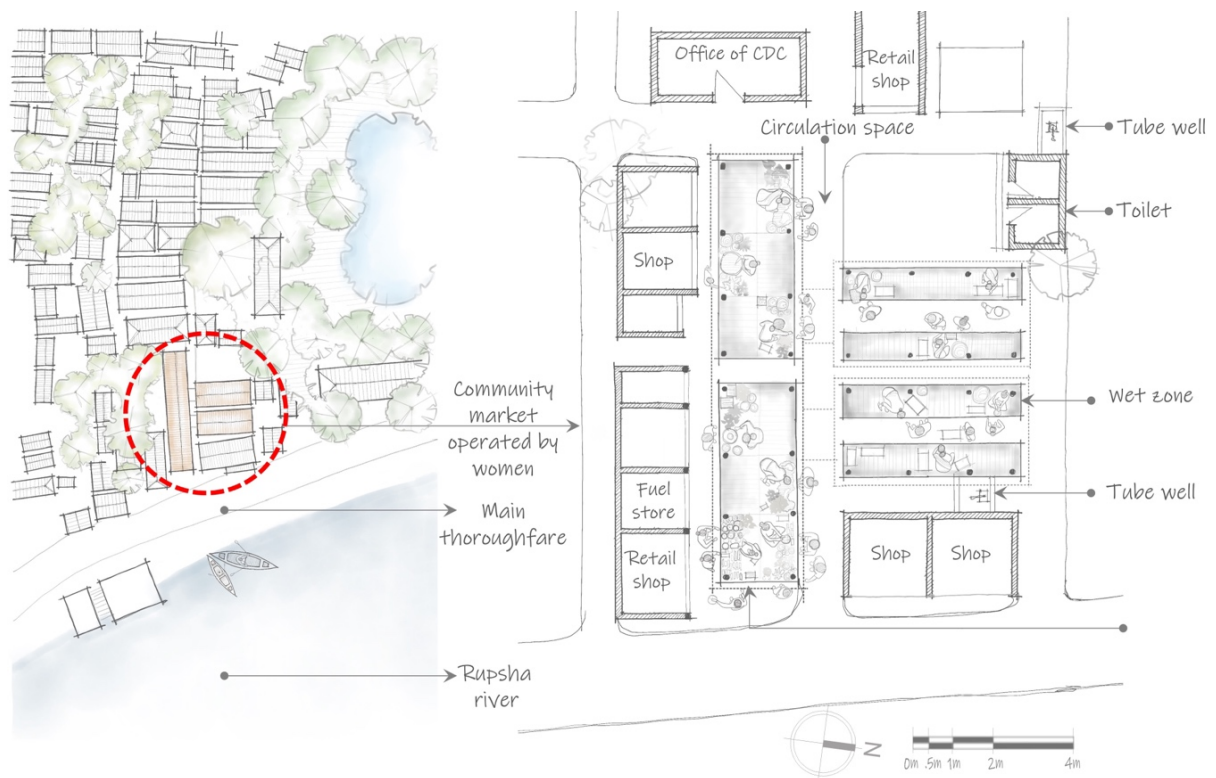 Office of CDC
Retail
shop
Circulation space
Tube well
Toilet
Shop
Community
market
operated by
women
Wet zone
Fuel
store
Tube well
Main
thoroughfare
Retail
shop
Shop
Shop
Rupsha
river
N
0m .5m 1m 2m 4m